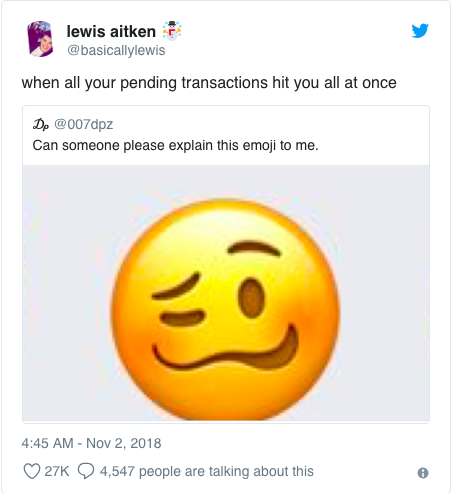 lewis aitken
@basicallylewis
when all your pending transactions hit you all at once
𝒟𝓅 @007dpz
Can someone please explain this emoji to me.
4:45 AM - Nov 2, 2018
27K 4,547 people are talking about this